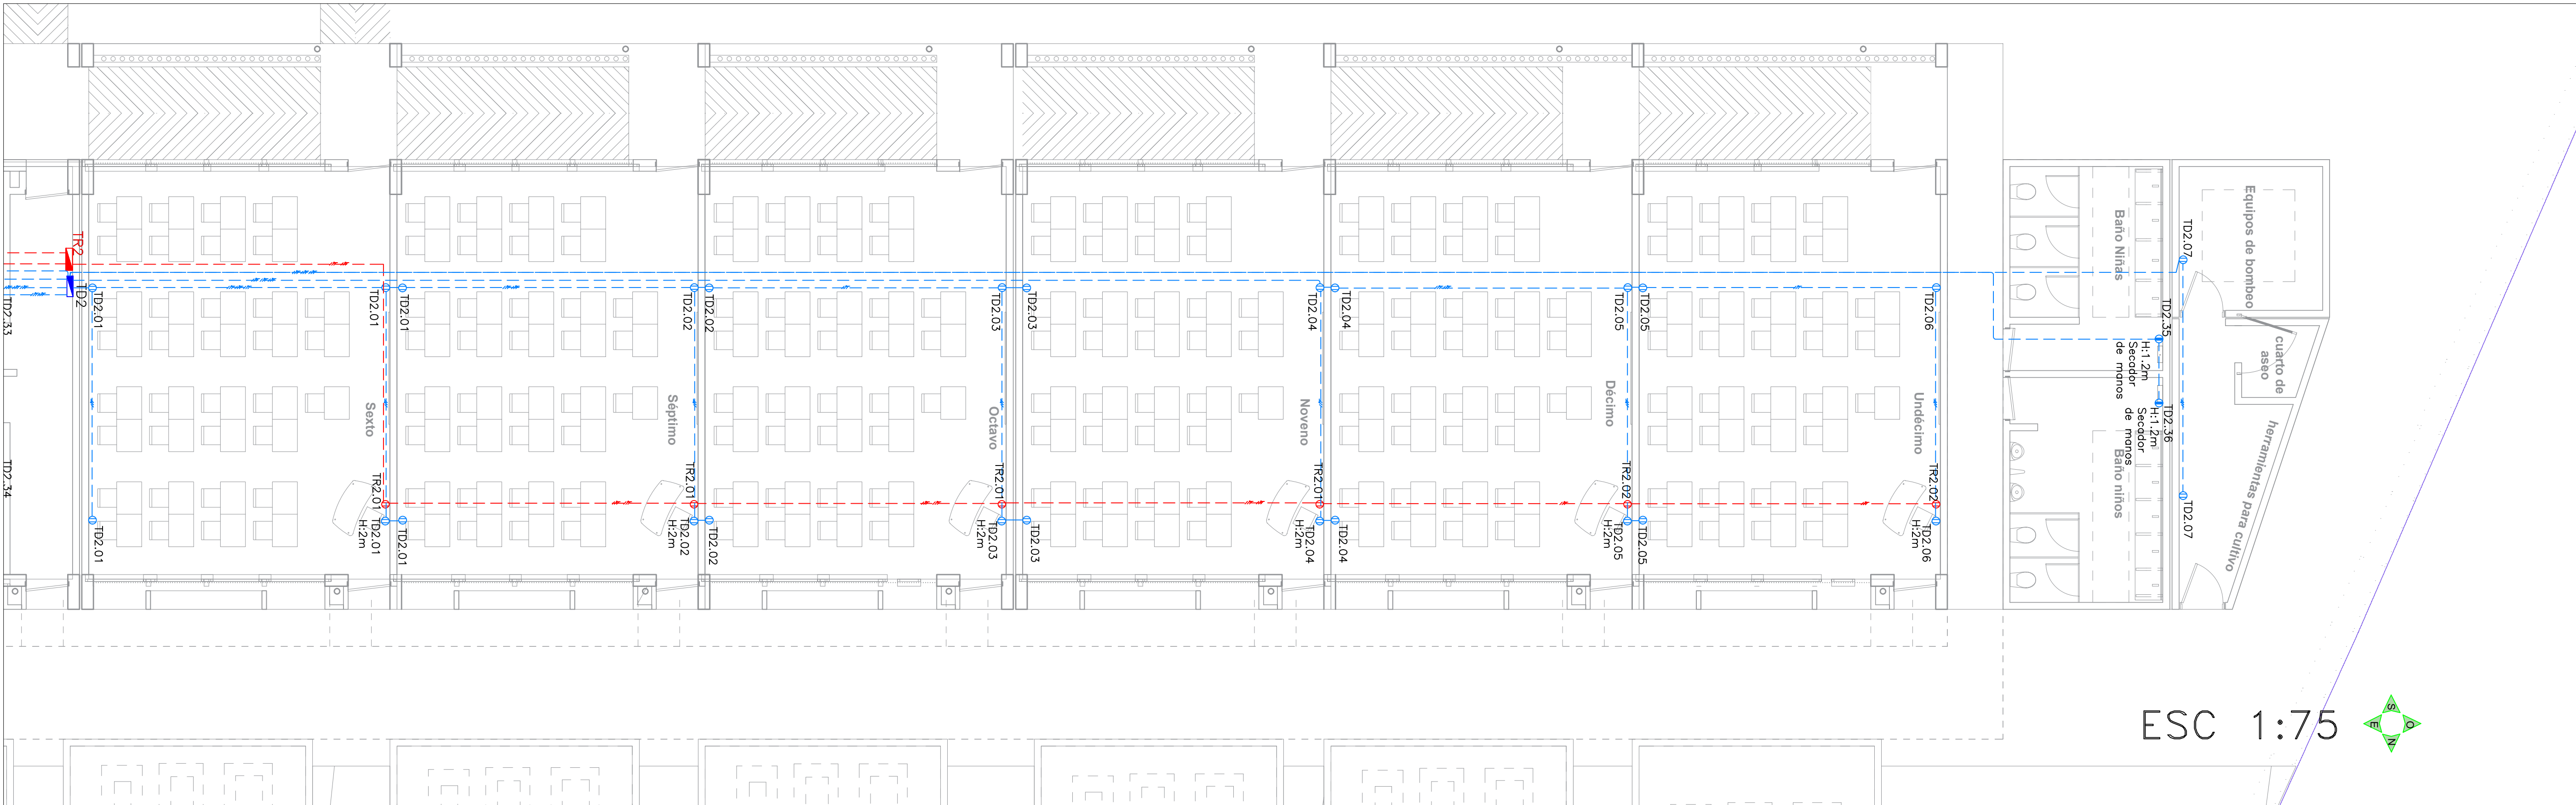 TR2
TD2
TD2.33
TD2.34
TD2.01
TD2.01
TD2.01
TD2.01
Sexto
TR2.01
TD2.01
H:2m
TD2.01
TD2.02
TD2.02
Séptimo
TR2.01
TD2.02
H:2m
TD2.02
TD2.03
TD2.03
Octavo
TR2.01
TD2.03
H:2m
TD2.03
TD2.04
TD2.04
Noveno
TR2.01
TD2.04
H:2m
TD2.04
TD2.05
TD2.05
Décimo
TR2.02
TD2.05
H:2m
TD2.05
TD2.06
Undécimo
TR2.02
TD2.06
H:2m
Baño Niñas
Equipos de bombeo
TD2.07
TD2.35
H:1.2m
Secador
de manos
cuarto de
aseo
TD2.36
H:1.2m
Secador
de manos
Baño niños
herramientas para cultivo
TD2.07
ESC 1:75
S
O
E
N